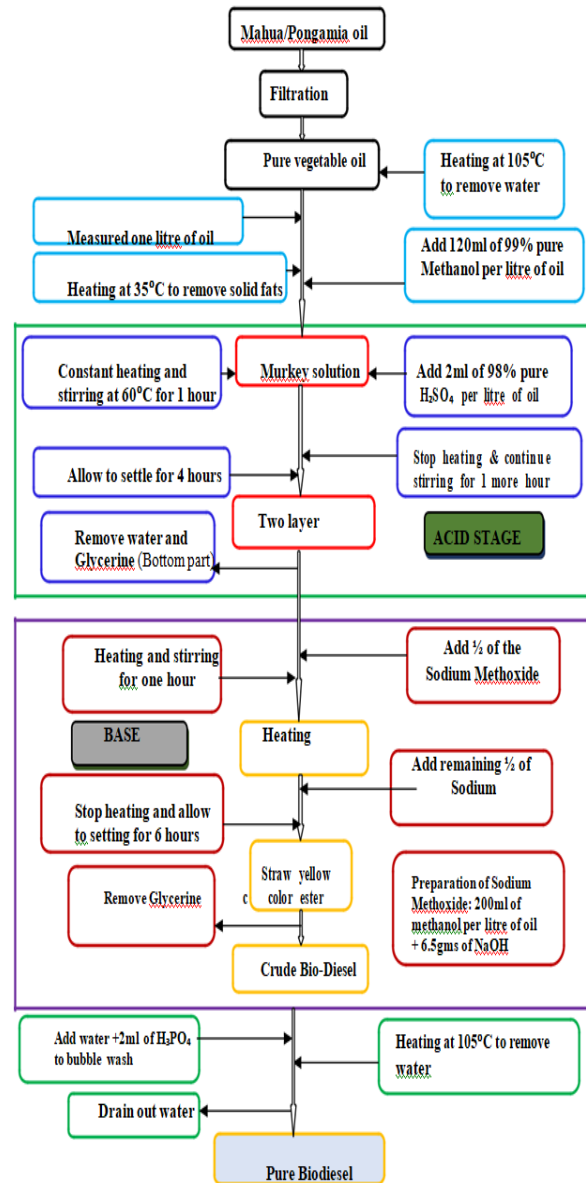 Mahua/Pongamia oil
Filtration
Pure vegetable oil
Heating at 105⁰C
to remove water
Measured one litre of oil
Add 120ml of 99% pure
Methanol per litre of oil
Heating at 35⁰C to remove solid fats
Constant heating and
stirring at 60⁰C for 1 hour
Murkey solution
Add 2ml of 98% pure
H₂SO₄ per litre of oil
Allow to settle for 4 hours
Stop heating & continue
stirring for 1 more hour
Two layer
Remove water and
Glycerine (Bottom part)
ACID STAGE
Heating and stirring
for one hour
Add ½ of the
Sodium Methoxide
BASE
Heating
Add remaining ½ of
Sodium
Stop heating and allow
to setting for 6 hours
Straw yellow
c color ester
Remove Glycerine
Preparation of Sodium
Methoxide: 200ml of
methanol per litre of oil
+ 6.5gms of NaOH
Crude Bio-Diesel
Add water +2ml of H₃PO₄
to bubble wash
Heating at 105⁰C to remove
water
Drain out water
Pure Biodiesel